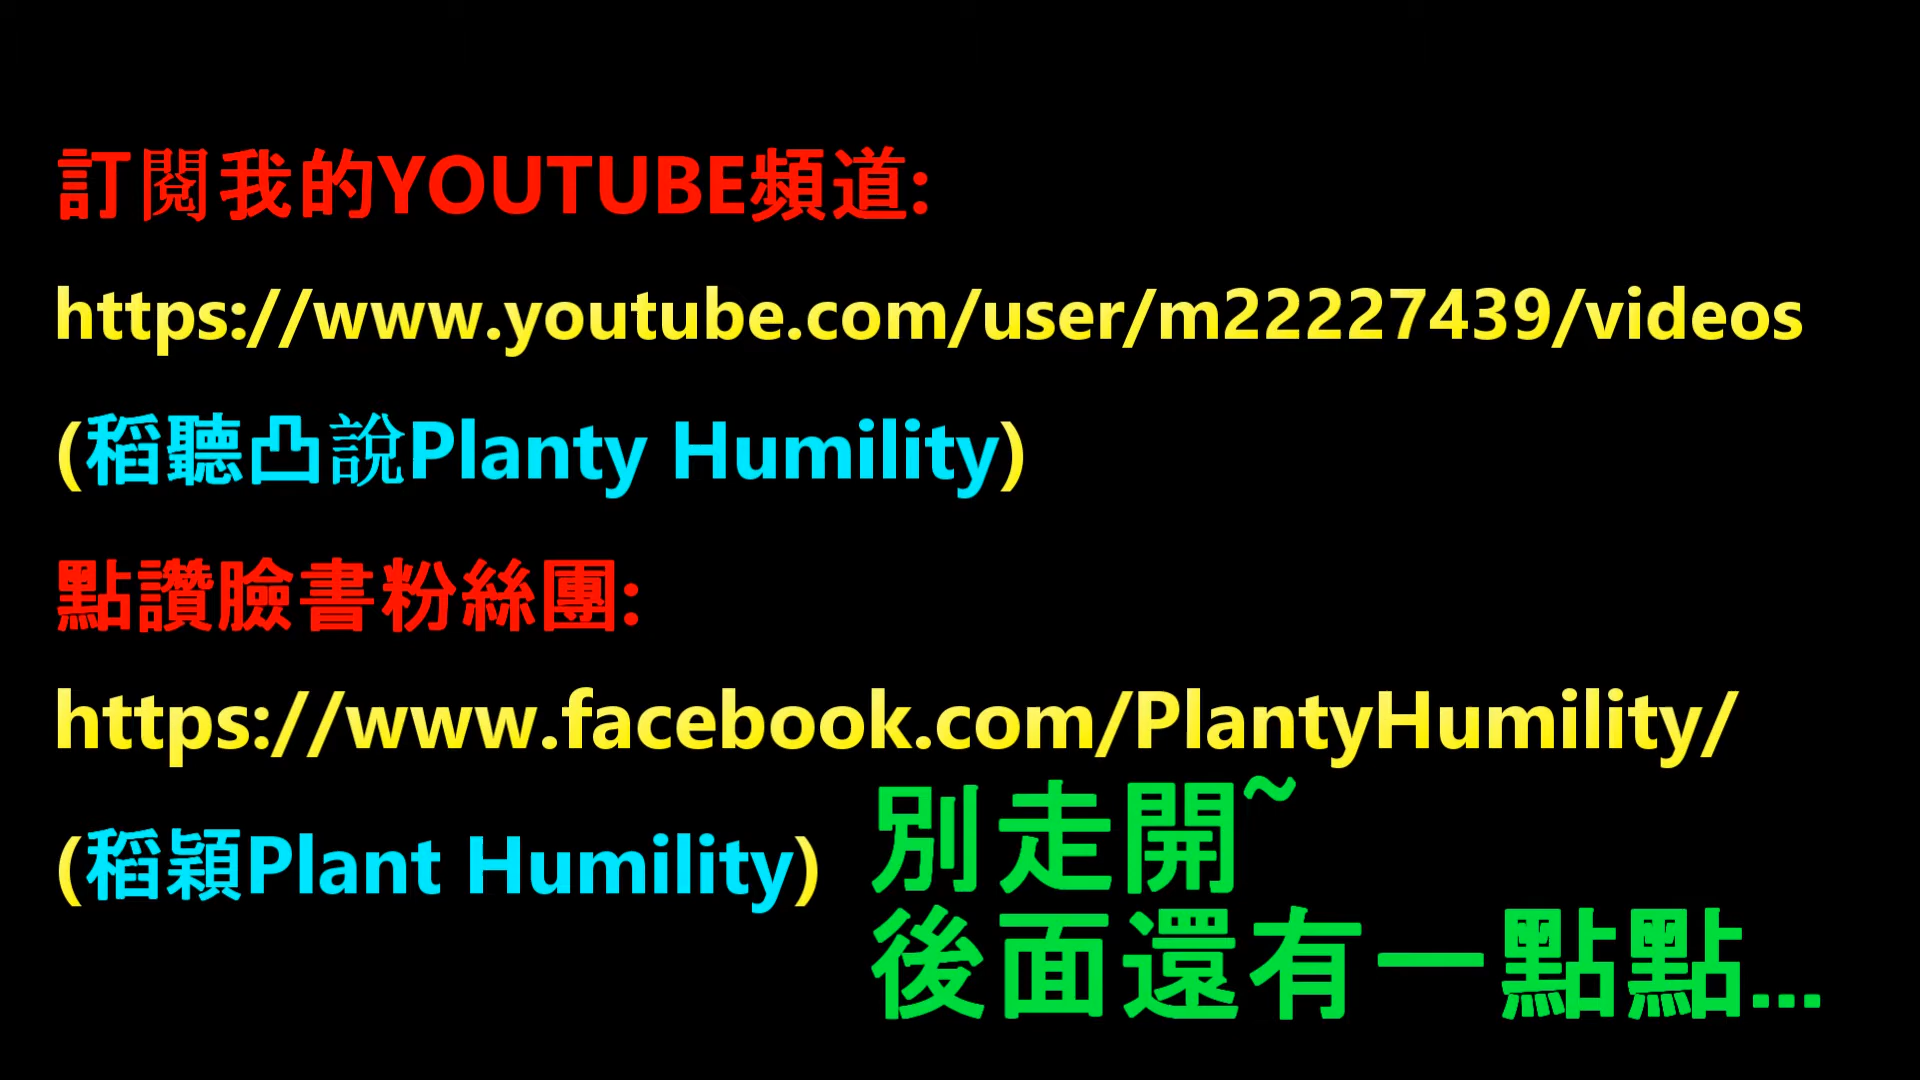 訂閱我的YOUTUBE頻道:
https://www.youtube.com/user/m22227439/videos
(稻聽凸說Planty Humility)
點讚臉書粉絲團:
https://www.facebook.com/PlantyHumility/
(稻穎Plant Humility)
別走開~
後面還有一點點...